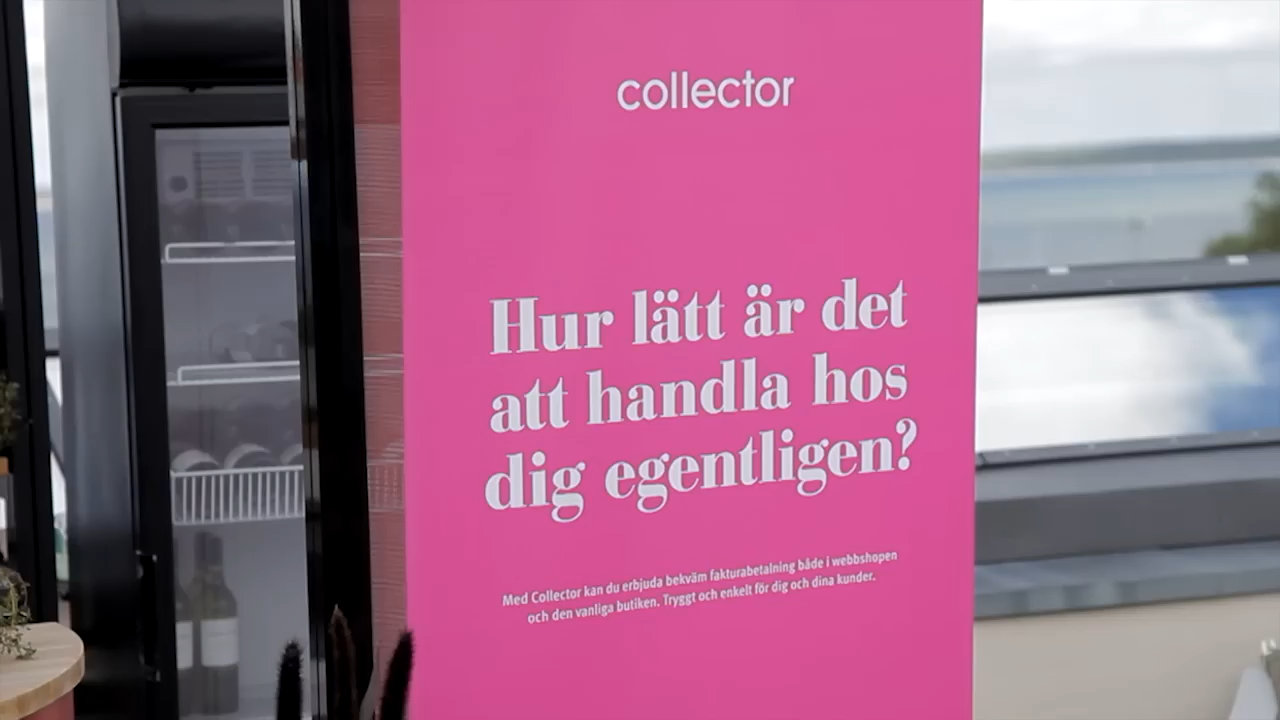 collector
Hur lätt är det
att handla hos
dig egentligen?
Med Collector kan du erbjuda bekväm fakturabetalning både i webbshopen
och den vanliga butiken. Tryggt och enkelt för dig och dina kunder.